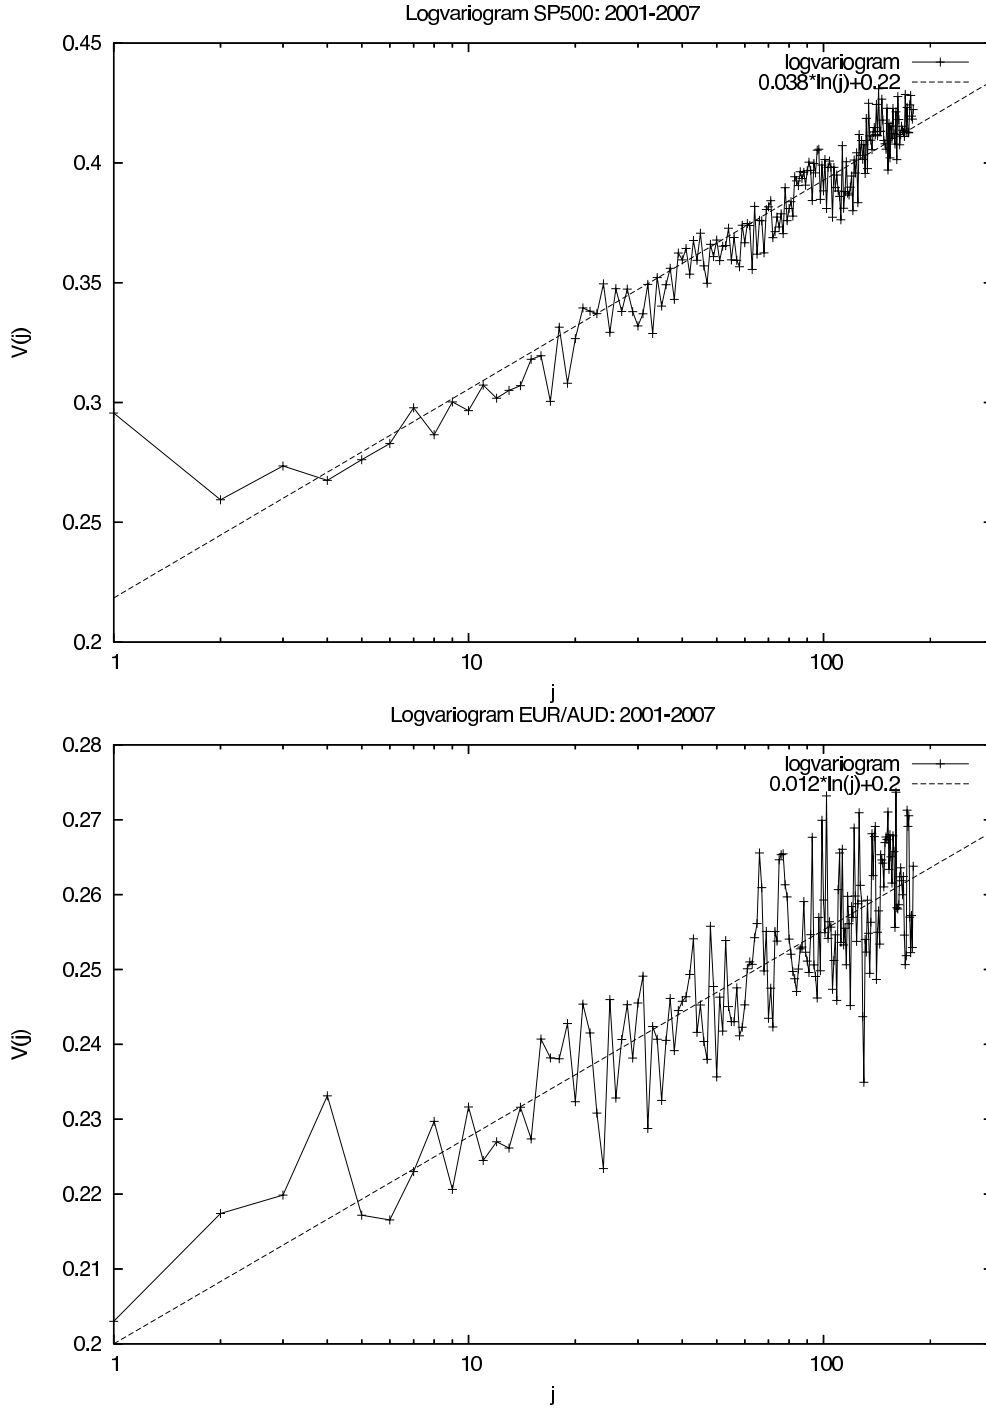 Logvariogram SP500: 2001-2007
0.45
logvariogram
0.038*ln(j)+0.22
0.4
0.35
V(j)
0.3
0.25
0.2
1 10 100
j
Logvariogram EUR/AUD: 2001-2007
0.28
logvariogram
0.012*ln(j)+0.2
0.27
0.26
0.25
V(j)
0.24
0.23
0.22
0.21
0.2
1 10 100
j